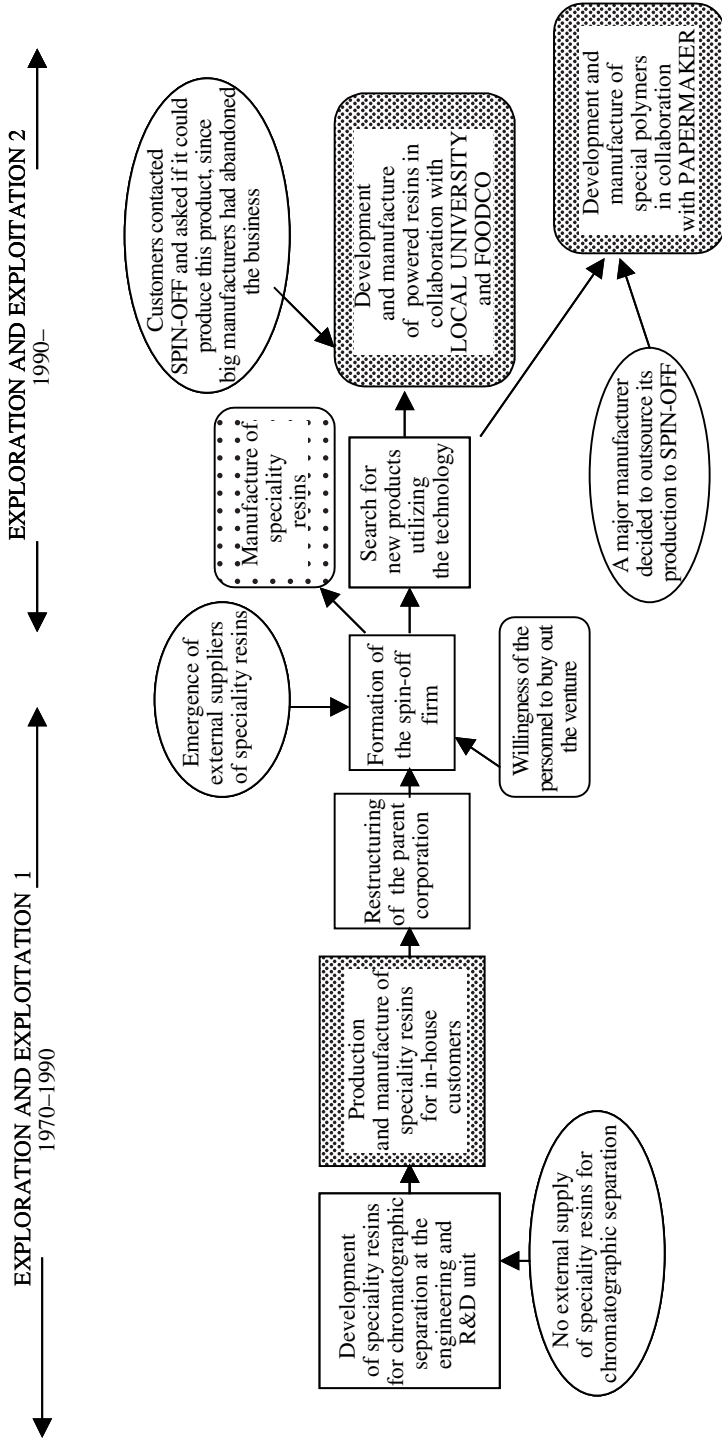 EXPLORATION AND EXPLOITATION 1
1970–1990
EXPLORATION AND EXPLOITATION 2
1990–
Development
of speciality resins
for chromatographic
separation at the
engineering and
R&D unit
No external supply
of speciality resins for
chromatographic separation
Production
and manufacture of
speciality resins
for in-house
customers
Restructuring
of the parent
corporation
Emergence of
external suppliers
of speciality resins
Formation of
the spin-off
firm
Willingness of the
personnel to buy out
the venture
Manufacture of
speciality
resins
Search for
new products
utilizing
the technology
Customers contacted
SPIN-OFF and asked if it could
produce this product, since
big manufacturers had abandoned
the business
Development
and manufacture
of powered resins in
collaboration with
LOCAL UNIVERSITY
and FOODCO
A major manufacturer
decided to outsource its
production to SPIN-OFF
Development and
manufacture of
special polymers
in collaboration
with PAPERMAKER